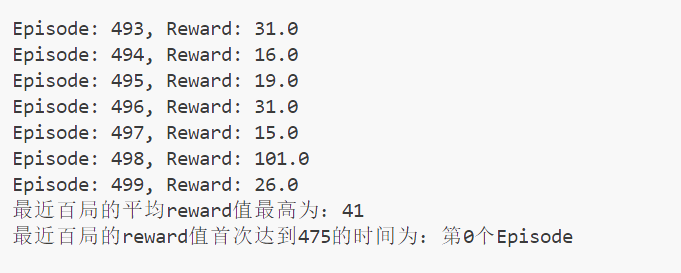 Episode: 493, Reward: 31.0
Episode: 494, Reward: 16.0
Episode: 495, Reward: 19.0
Episode: 496, Reward: 31.0
Episode: 497, Reward: 15.0
Episode: 498, Reward: 101.0
Episode: 499, Reward: 26.0
最近百局的平均reward值最高为: 41
最近百局的reward值首次达到475的时间为: 第0个Episode